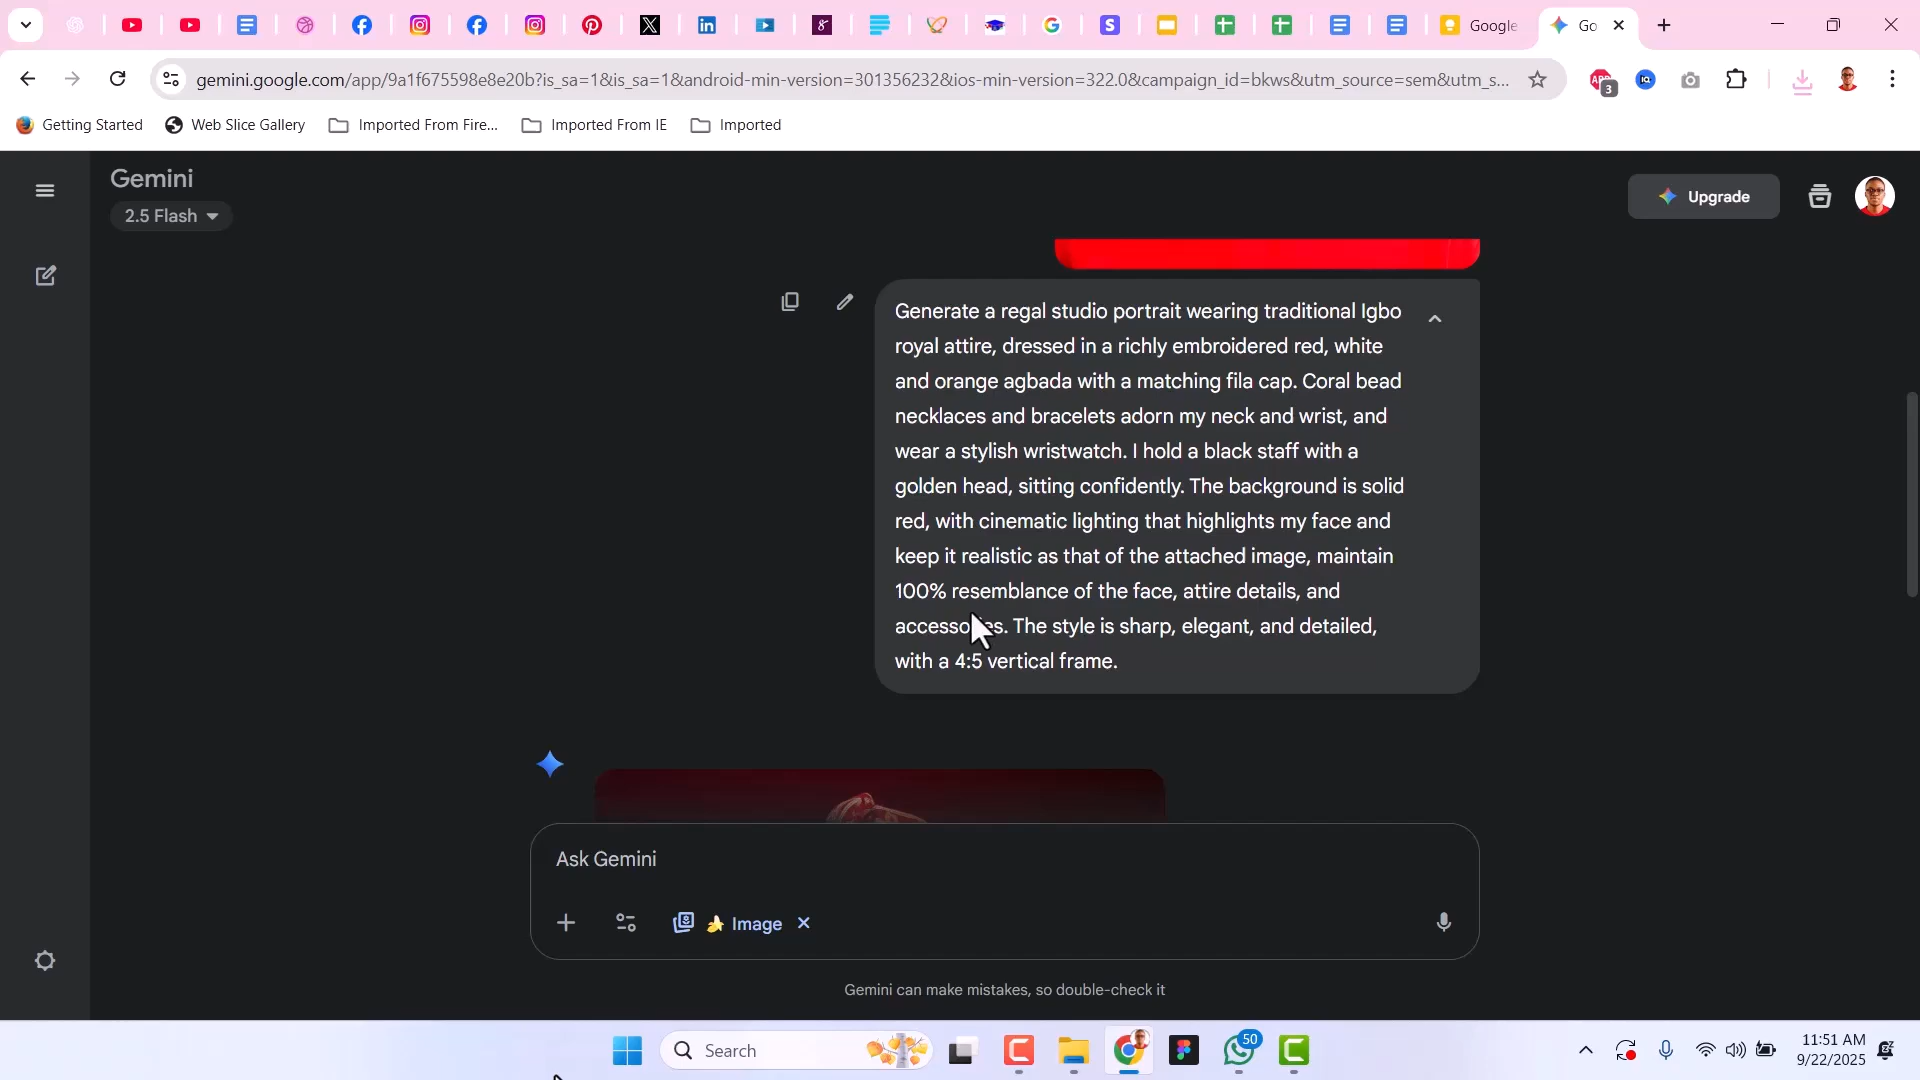 Google
Go
gemini.google.com/app/9a1f675598e8e20b?is_sa=1&is_sa=1&android-min-version=301356232&ios-min-version=322.0&campaign_id=bkws&utm_source=sem&utm_s...
3
Getting Started
Web Slice Gallery
Imported From Fire...
Imported From IE
Imported
Gemini
2.5 Flash
Upgrade
Generate a regal studio portrait wearing traditional Igbo
royal attire, dressed in a richly embroidered red, white
and orange agbada with a matching fila cap. Coral bead
necklaces and bracelets adorn my neck and wrist, and
wear a stylish wristwatch. I hold a black staff with a
golden head, sitting confidently. The background is solid
red, with cinematic lighting that highlights my face and
keep it realistic as that of the attached image, maintain
100% resemblance of the face, attire details, and
accessories. The style is sharp, elegant, and detailed,
with a 4:5 vertical frame.
Ask Gemini
Image
Gemini can make mistakes, so double-check it
Search
50
11:51 AM
9/22/2025